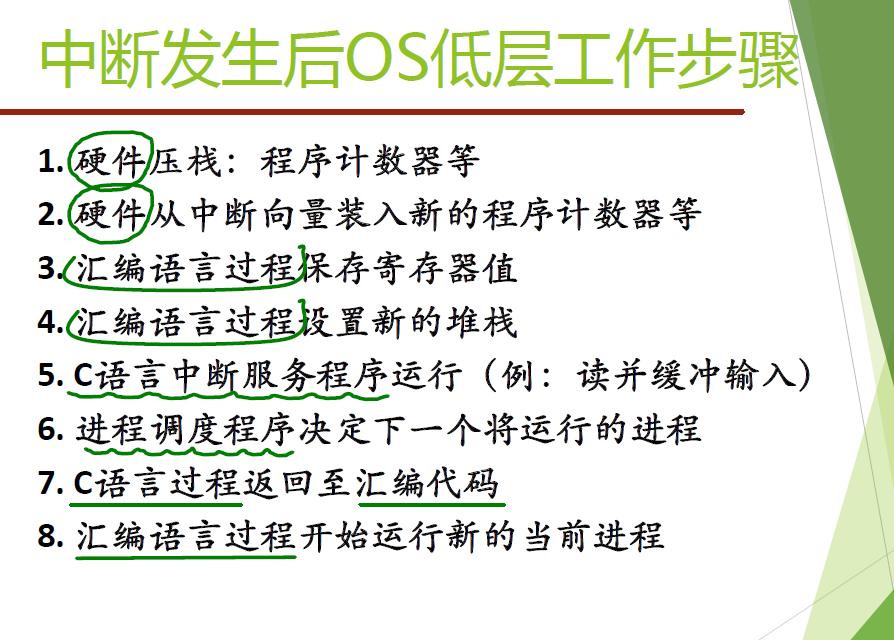 中断发生后OS低层工作步骤
1. 硬件压栈：程序计数器等
2. 硬件从中断向量装入新的程序计数器等
3. 汇编语言过程保存寄存器值
4. 汇编语言过程设置新的堆栈
5. C语言中断服务程序运行（例：读并缓冲输入）
6. 进程调度程序决定下一个将运行的进程
7. C语言过程返回至汇编代码
8. 汇编语言过程开始运行新的当前进程